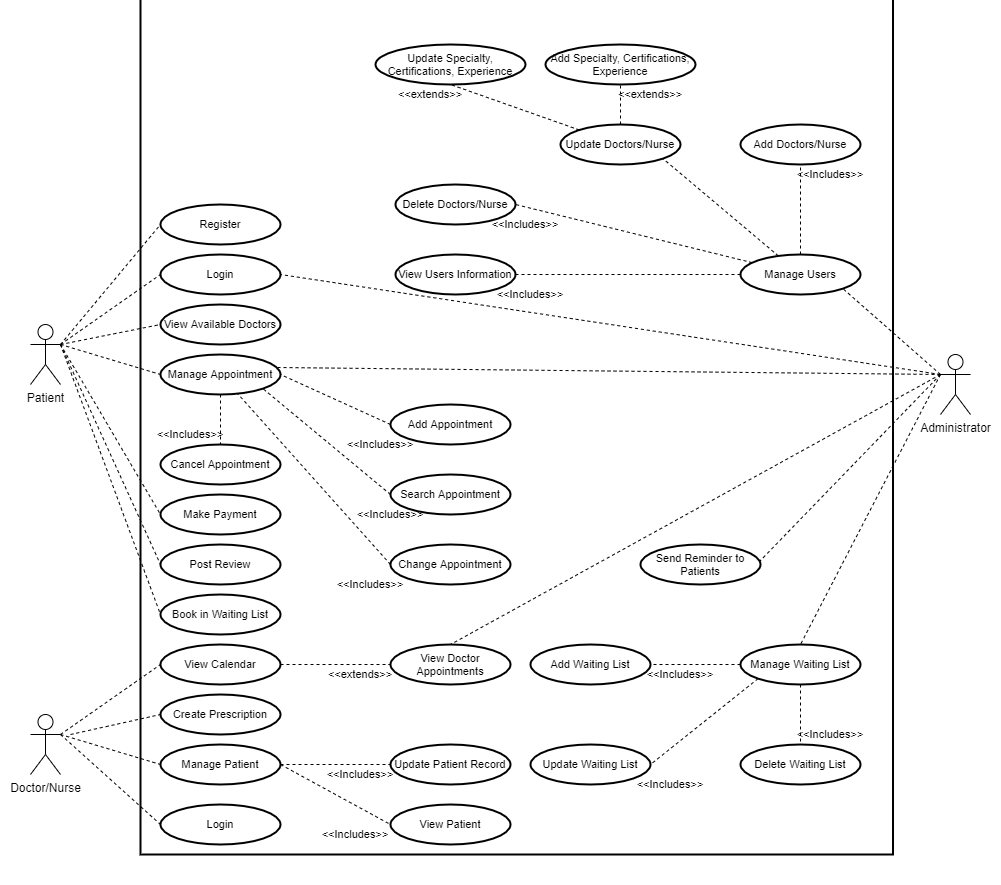 Update Specialty,
Certifications, Experience
Add Specialty, Certifications,
Experience
<<extends>>
<<extends>>
Update Doctors/Nurse
Add Doctors/Nurse
<<Includes>>
Delete Doctors/Nurse
<<Includes>>
Register
Login
View Users Information
<<Includes>>
Manage Users
View Available Doctors
Manage Appointment
Patient
Administrator
Add Appointment
<<Includes>>
<<Includes>>
Cancel Appointment
Search Appointment
<<Includes>>
Make Payment
Post Review
Change Appointment
<<Includes>>
Send Reminder to
Patients
Book in Waiting List
View Calendar
<<extends>>
View Doctor
Appointments
Add Waiting List
<<Includes>>
Manage Waiting List
Create Prescription
<<Includes>>
Manage Patient
<<Includes>>
Update Patient Record
Update Waiting List
<<Includes>>
Delete Waiting List
Doctor/Nurse
Login
<<Includes>>
View Patient